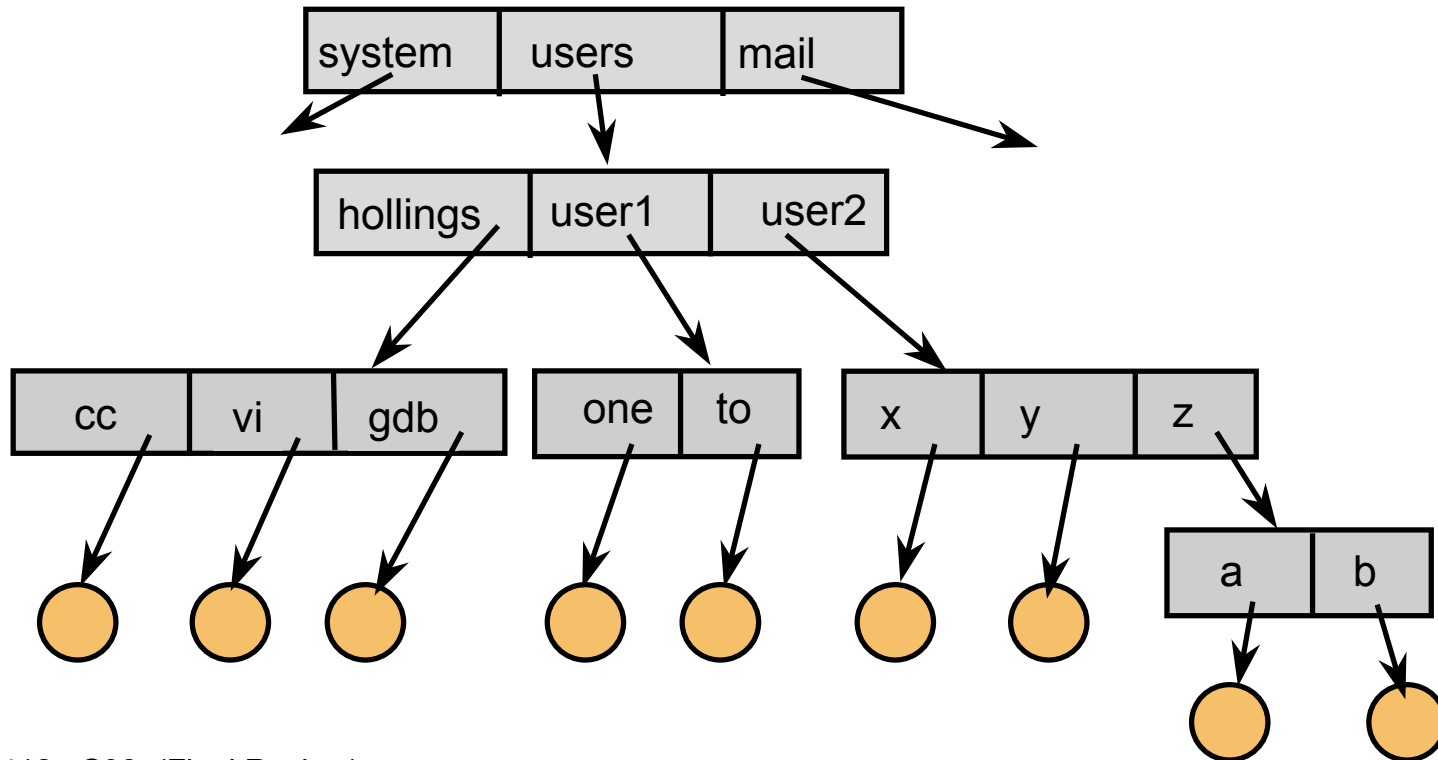 system users mail
hollings user1 user2
cc vi gdb one to x y z
a b